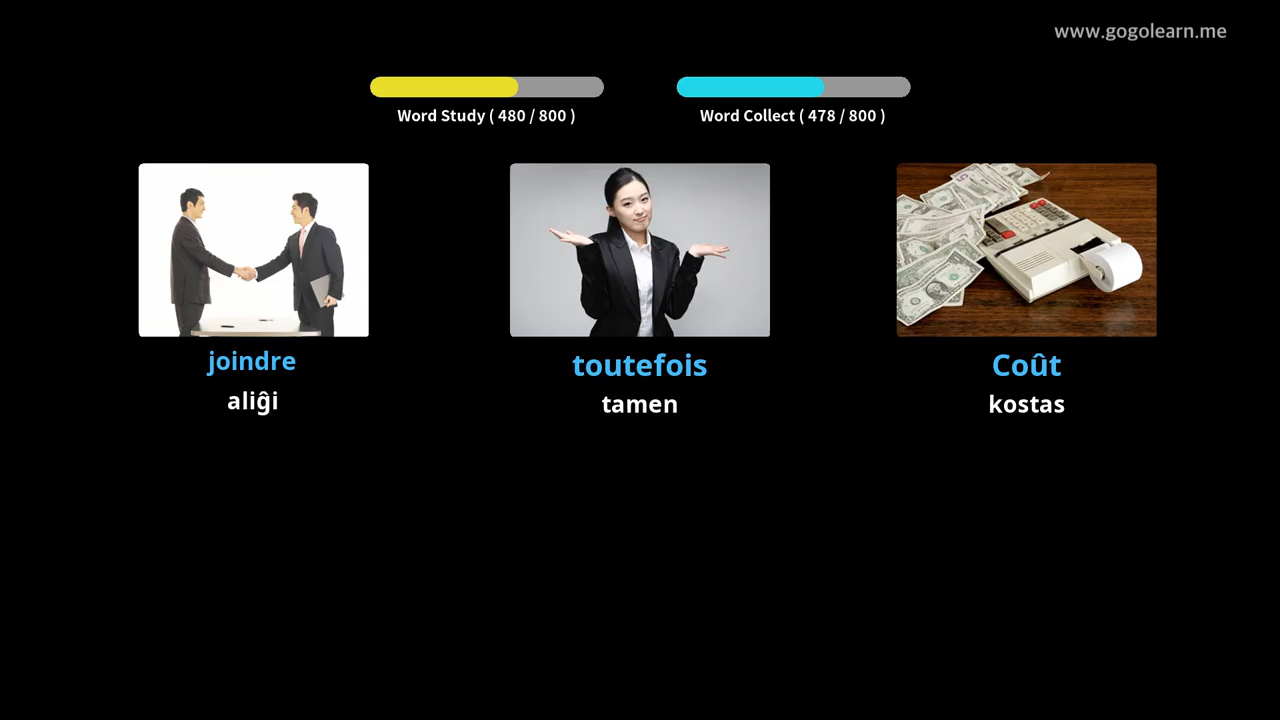 www.gogolearn.me
Word Study ( 480 / 800 )
Word Collect ( 478 / 800 )
joindre
aliĝi
toutefois
tamen
Coût
kostas